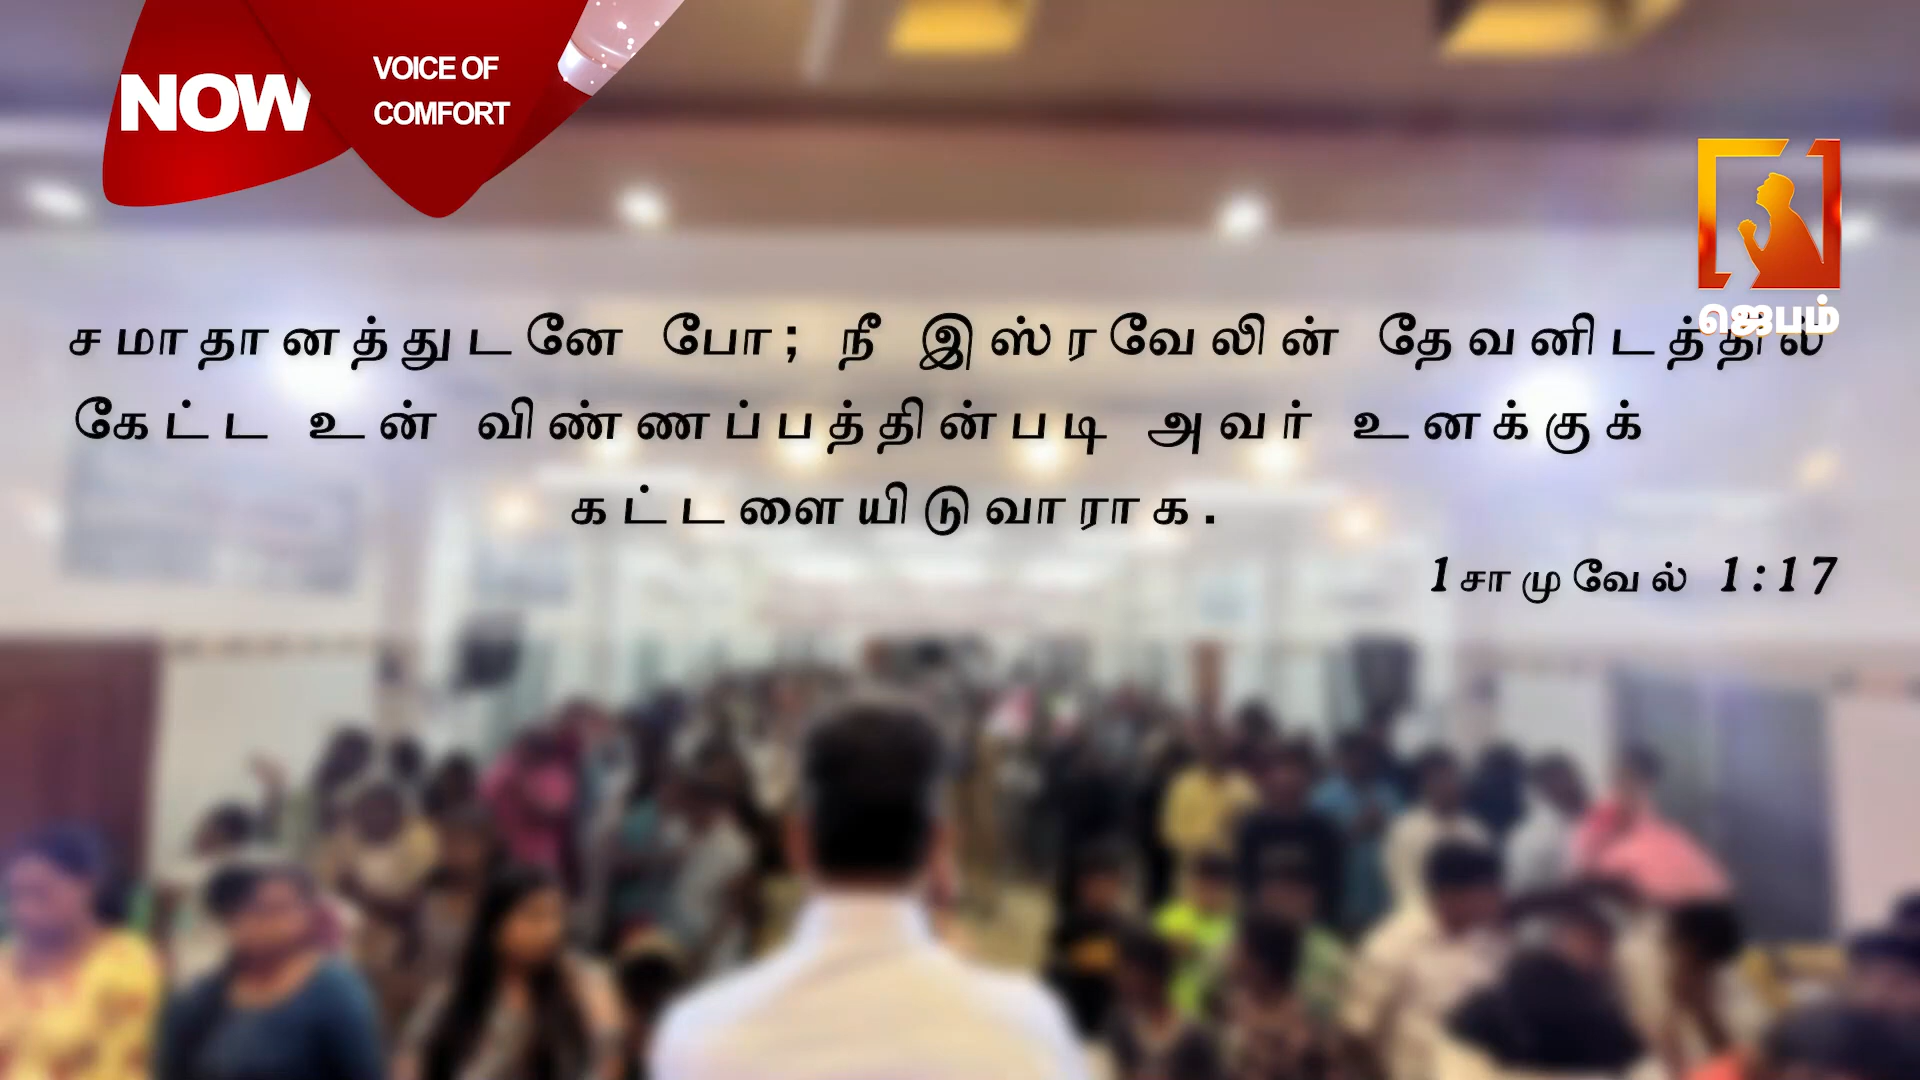 NOW
VOICE OF
COMFORT
ஜெபம்
சமாதானத்துடனே போ; நீ இஸ்ரவேலின் தேவனிடத்தில்
கேட்ட உன் விண்ணப்பத்தின்படி அவர் உனக்குக்
கட்டளையிடுவாராக.
1சாமுவேல் 1:17